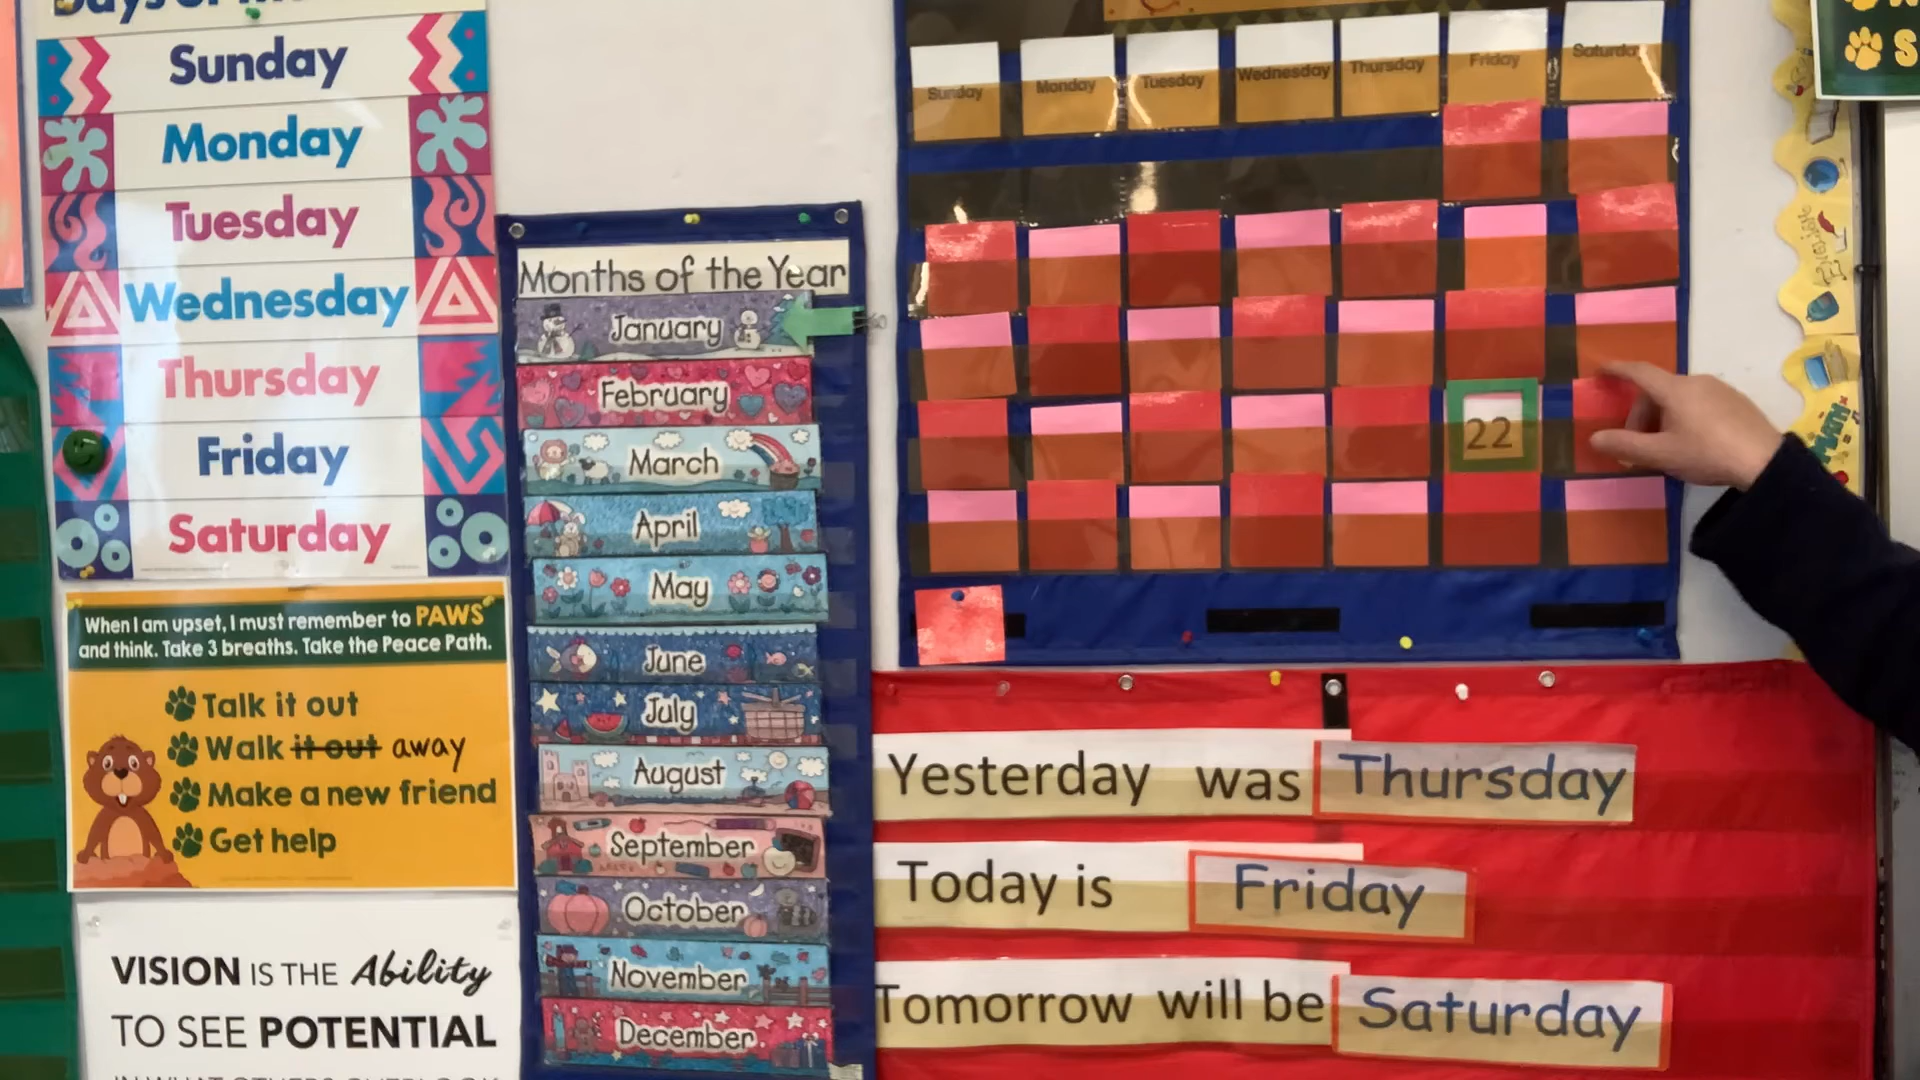 Sunday
Monday
Tuesday
Wednesday
Thursday
Friday
Saturday
When I am upset, I must remember to PAWS
and think. Take 3 breaths. Take the Peace Path.
Talk it out
Walk it out away
Make a new friend
Get help
VISION IS THE Ability
TO SEE POTENTIAL
Months of the Year
January
February
March
April
May
June
July
August
September
October
November
December
Sunday Monday Tuesday Wednesday Thursday Friday Saturday
22
Yesterday was Thursday
Today is Friday
Tomorrow will be Saturday